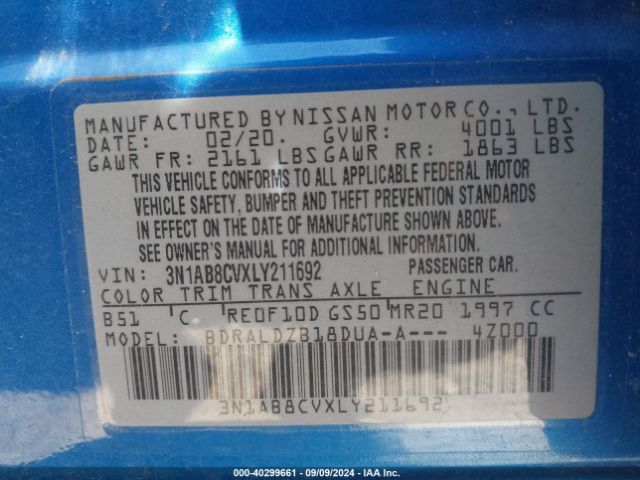 MANUFACTURED BY NISSAN MOTOR CO., LTD.
DATE: 02/20. GVWR: 4001 LBS
GAWR FR: 2161 LBS GAWR RR: 1863 LBS
THIS VEHICLE CONFORMS TO ALL APPLICABLE FEDERAL MOTOR
VEHICLE SAFETY, BUMPER AND THEFT PREVENTION STANDARDS
IN EFFECT ON THE DATE OF MANUFACTURE SHOWN ABOVE.
SEE OWNER'S MANUAL FOR ADDITIONAL INFORMATION.
VIN: 3N1AB8CVXLY211692 PASSENGER CAR.
COLOR TRIM TRANS AXLE ENGINE
B51 C RE0F10D GS50 MR20 1997 CC
MODEL: BDRALDZB18DUA-A--- 4Z000
3N1AB8CVXLY211692
000-40299661 - 09/09/2024 - IAA Inc.